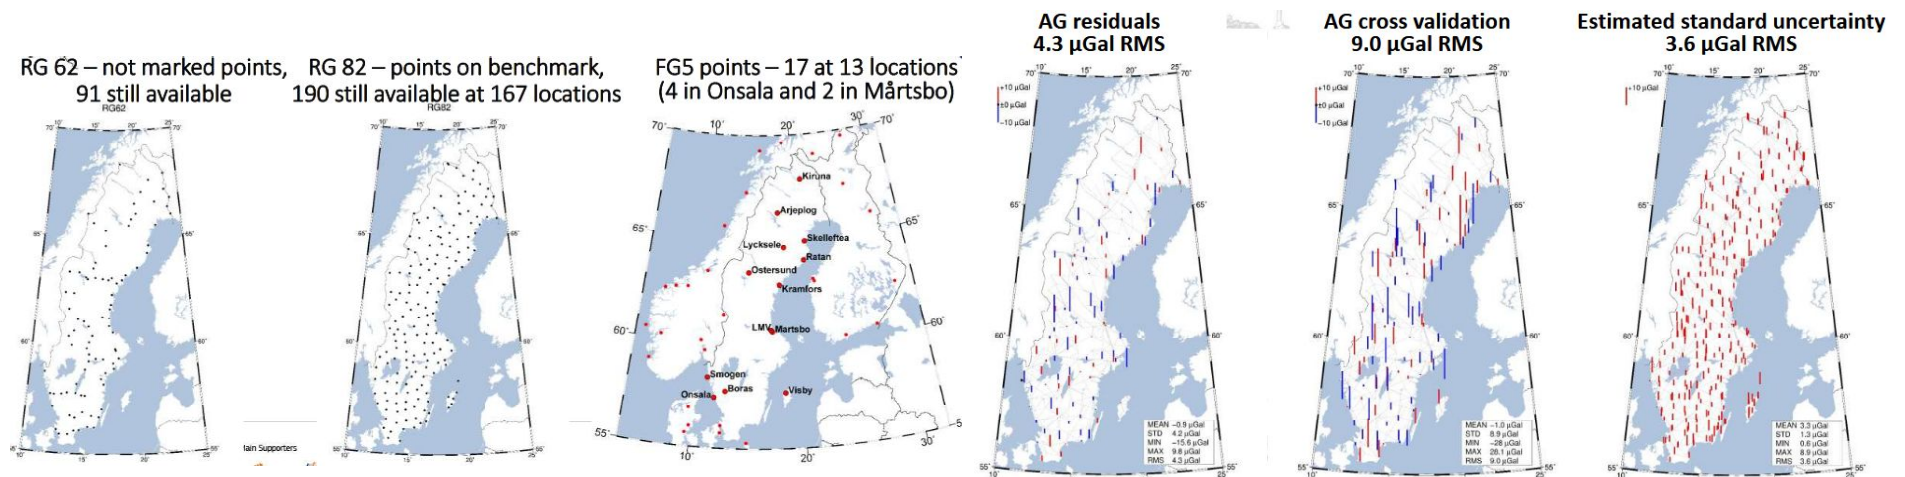 RG 62 – not marked points,
91 still available
RG62
RG 82 – points on benchmark,
190 still available at 167 locations
RG82
FG5 points – 17 at 13 locations
(4 in Onsala and 2 in Mårtsbo)
Kiruna
Arjeplog
Lycksele
Skelleftea
Ratan
Ostersund
Kramfors
LMV Martsbo
Smogen
Boras
Onsala
Visby
lain Supporters
AG residuals
4.3 µGal RMS
+10 µGal
±0 µGal
−10 µGal
MEAN −0.9 µGal
STD 4.2 µGal
MIN −15.6 µGal
MAX 9.8 µGal
RMS 4.3 µGal
AG cross validation
9.0 µGal RMS
+10 µGal
±0 µGal
−10 µGal
MEAN −1.0 µGal
STD 8.9 µGal
MIN −28 µGal
MAX 26.1 µGal
RMS 9.0 µGal
Estimated standard uncertainty
3.6 µGal RMS
+10 µGal
MEAN 3.3 µGal
STD 1.3 µGal
MIN 0.6 µGal
MAX 8.9 µGal
RMS 3.6 µGal